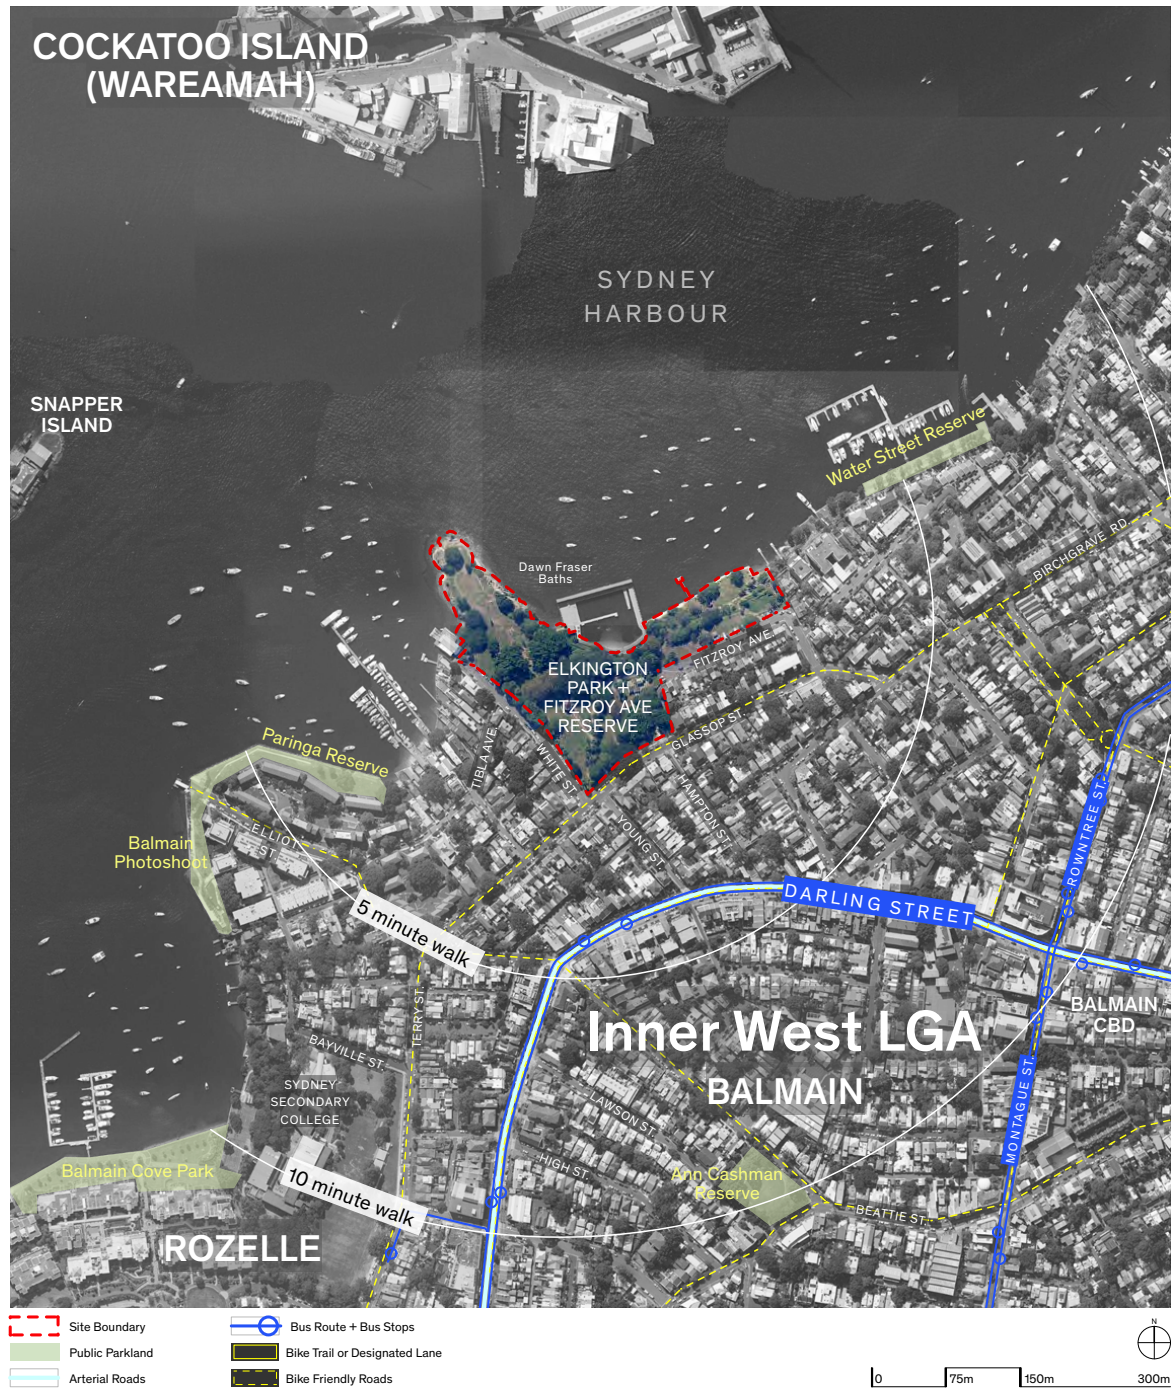 COCKATOO ISLAND
(WAREAMAH)
SYDNEY
HARBOUR
SNAPPER
ISLAND
Water Street Reserve
BIRCHGRAVE RD.
Dawn Fraser
Baths
FITZROY AVE.
ELKINGTON
PARK +
FITZROY AVE
RESERVE
GLASSOP ST.
Paringa Reserve
TIBLA AVE
WHITE ST.
HAMPTON ST.
YOUNG ST.
ROWNTREE ST.
Balmain
Photoshoot
ELLIOT
ST.
5 minute walk
DARLING STREET
TERRY ST.
BALMAIN
CBD
Inner West LGA
BALMAIN
BAYVILLE ST.
SYDNEY
SECONDARY
COLLEGE
LAWSON ST.
MONTAGUE ST.
HIGH ST.
Balmain Cove Park
Ann Cashman
Reserve
10 minute walk
BEATTIE ST.
ROZELLE
Site Boundary
Bus Route + Bus Stops
Public Parkland
Bike Trail or Designated Lane
Arterial Roads
Bike Friendly Roads
N
0 75m 150m 300m